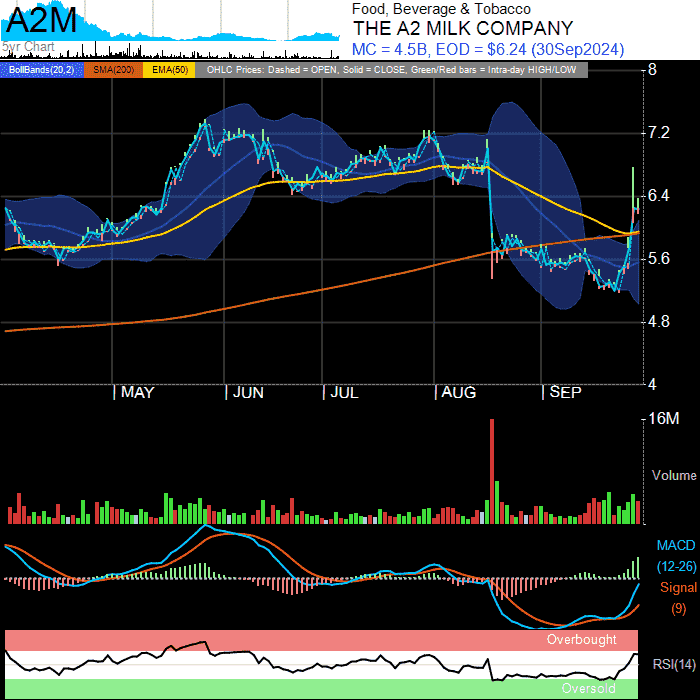 A2M
5yr Chart
Food, Beverage & Tobacco
THE A2 MILK COMPANY
MC = 4.5B, EOD = $6.24 (30Sep2024)
BollBands(20,2) SMA(200) EMA(50) OHLC Prices: Dashed = OPEN, Solid = CLOSE, Green/Red bars = Intra-day HIGH/LOW
8
7.2
6.4
5.6
4.8
4
MAY JUN JUL AUG SEP
16M
Volume
MACD
(12-26)
Signal
(9)
Overbought
RSI(14)
Oversold